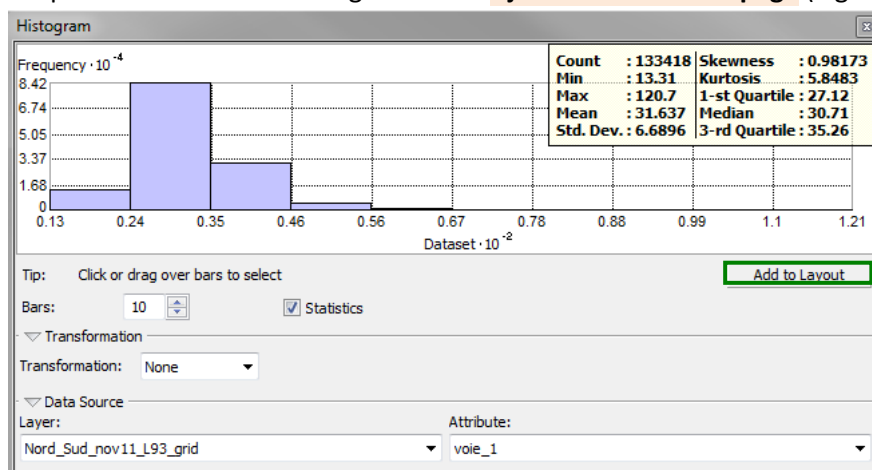 Histogram
Frequency · 10 -4
8.42
6.74
5.05
3.37
1.68
0
0.13 0.24 0.35 0.46 0.56 0.67 0.78 0.88 0.99 1.1 1.21
Dataset · 10 -2
Count : 133418 Skewness : 0.98173
Min : 13.31 Kurtosis : 5.8483
Max : 120.7 1-st Quartile : 27.12
Mean : 31.637 Median : 30.71
Std. Dev. : 6.6896 3-rd Quartile : 35.26
Tip: Click or drag over bars to select Add to Layout
Bars: 10 Statistics
Transformation
Transformation: None
Data Source
Layer: Attribute:
Nord_Sud_nov11_L93_grid voie_1